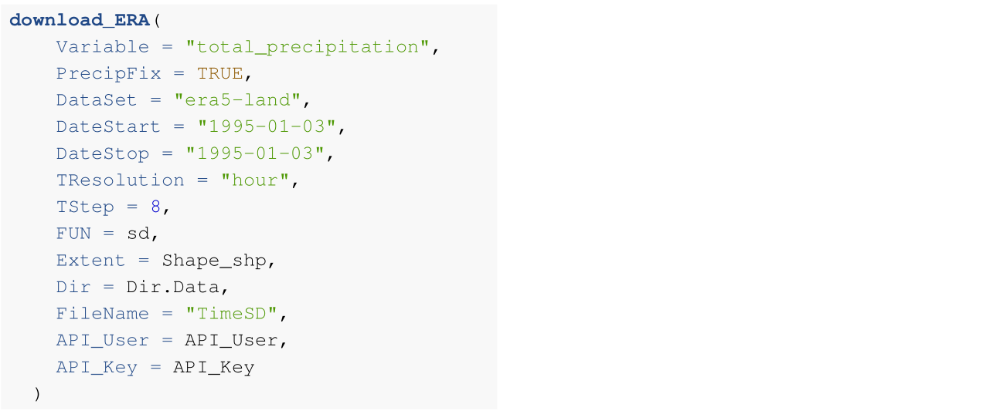 download_ERA(
    Variable = "total_precipitation",
    PrecipFix = TRUE,
    DataSet = "era5-land",
    DateStart = "1995-01-03",
    DateStop = "1995-01-03",
    TResolution = "hour",
    TStep = 8,
    FUN = sd,
    Extent = Shape_shp,
    Dir = Dir.Data,
    FileName = "TimeSD",
    API_User = API_User,
    API_Key = API_Key
  )